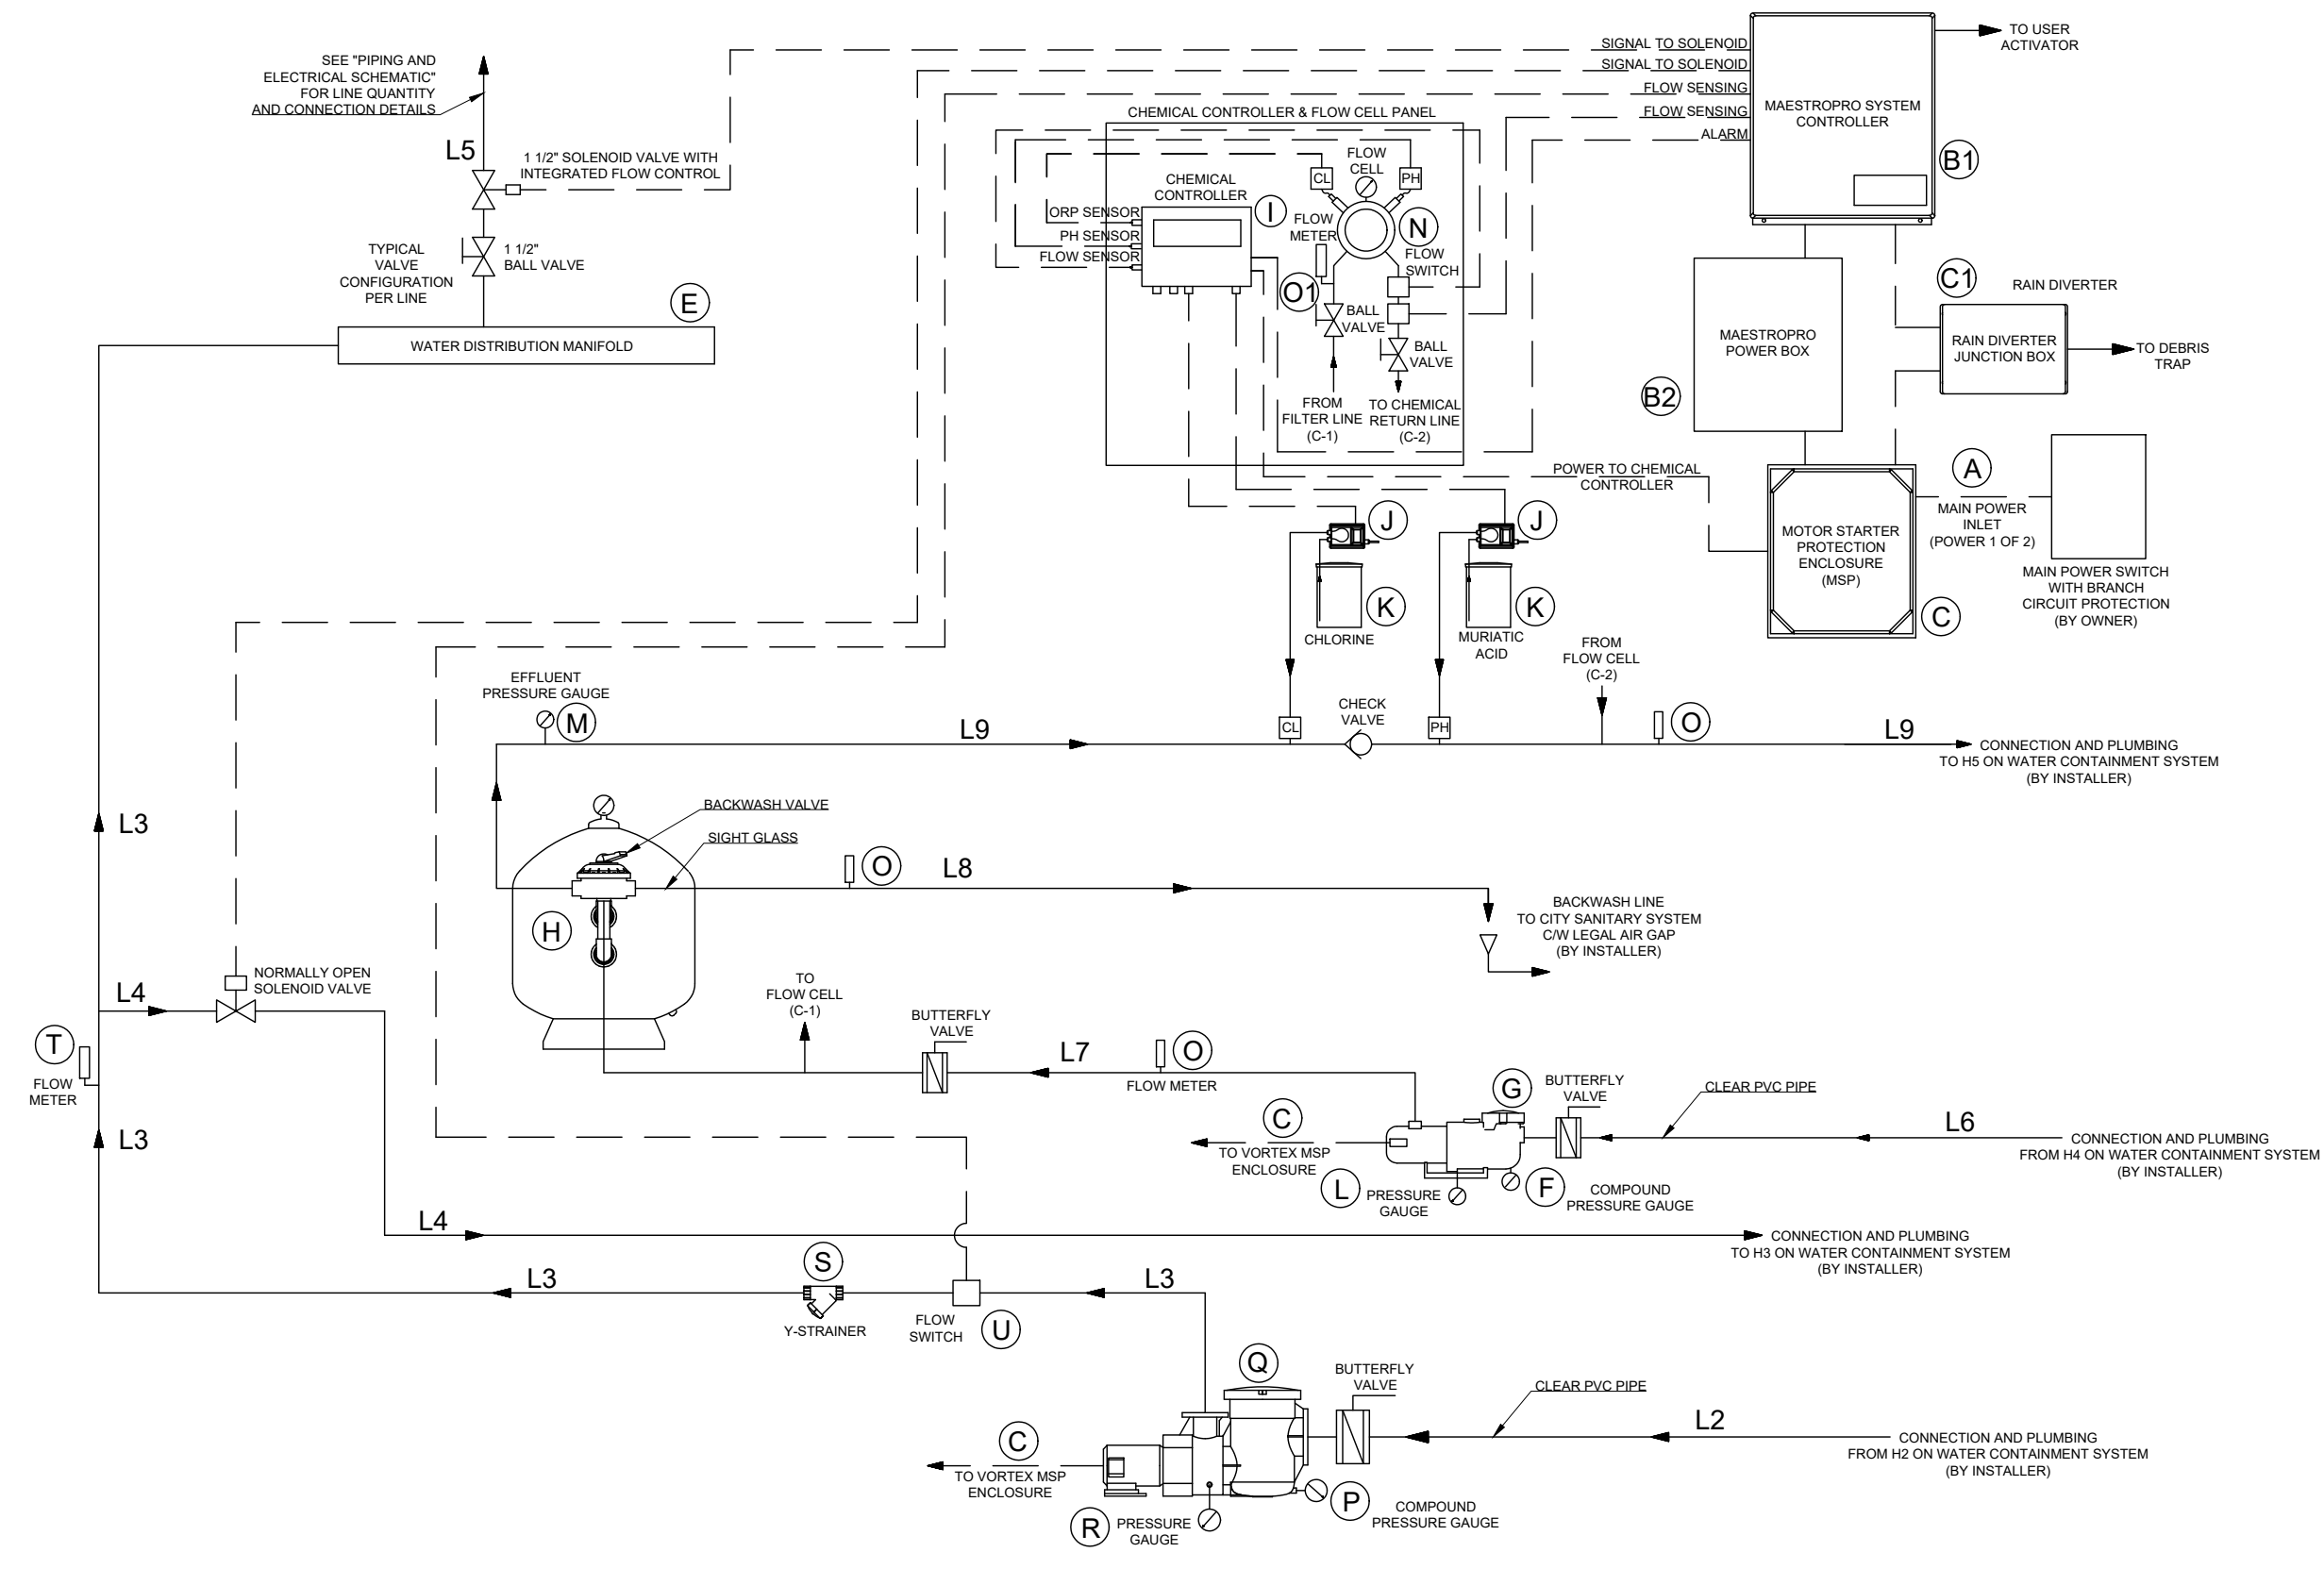 SEE "PIPING AND
ELECTRICAL SCHEMATIC"
FOR LINE QUANTITY
AND CONNECTION DETAILS
L5
1 1/2" SOLENOID VALVE WITH
INTEGRATED FLOW CONTROL
TYPICAL
VALVE
CONFIGURATION
PER LINE
1 1/2"
BALL VALVE
E
WATER DISTRIBUTION MANIFOLD
SIGNAL TO SOLENOID
SIGNAL TO SOLENOID
FLOW SENSING
FLOW SENSING
ALARM
MAESTROPRO SYSTEM
CONTROLLER
B1
TO USER
ACTIVATOR
CHEMICAL CONTROLLER & FLOW CELL PANEL
CHEMICAL
CONTROLLER
I
ORP SENSOR
PH SENSOR
FLOW SENSOR
FLOW
CELL
CL
PH
N
FLOW
METER
FLOW
SWITCH
O1
BALL
VALVE
BALL
VALVE
FROM
FILTER LINE
(C-1)
TO CHEMICAL
RETURN LINE
(C-2)
MAESTROPRO
POWER BOX
B2
C1
RAIN DIVERTER
RAIN DIVERTER
JUNCTION BOX
TO DEBRIS
TRAP
POWER TO CHEMICAL
CONTROLLER
A
MAIN POWER
INLET
(POWER 1 OF 2)
MOTOR STARTER
PROTECTION
ENCLOSURE
(MSP)
C
MAIN POWER SWITCH
WITH BRANCH
CIRCUIT PROTECTION
(BY OWNER)
J
J
K
K
CHLORINE
MURIATIC
ACID
FROM
FLOW CELL
(C-2)
EFFLUENT
PRESSURE GAUGE
M
L9
CL
CHECK
VALVE
PH
O
L9
CONNECTION AND PLUMBING
TO H5 ON WATER CONTAINMENT SYSTEM
(BY INSTALLER)
L3
BACKWASH VALVE
SIGHT GLASS
O
L8
H
BACKWASH LINE
TO CITY SANITARY SYSTEM
C/W LEGAL AIR GAP
(BY INSTALLER)
NORMALLY OPEN
SOLENOID VALVE
L4
T
FLOW
METER
TO
FLOW CELL
(C-1)
BUTTERFLY
VALVE
L7
O
FLOW METER
L3
C
TO VORTEX MSP
ENCLOSURE
G
BUTTERFLY
VALVE
CLEAR PVC PIPE
L6
CONNECTION AND PLUMBING
FROM H4 ON WATER CONTAINMENT SYSTEM
(BY INSTALLER)
L
PRESSURE
GAUGE
F
COMPOUND
PRESSURE GAUGE
L4
CONNECTION AND PLUMBING
TO H3 ON WATER CONTAINMENT SYSTEM
(BY INSTALLER)
L3
S
Y-STRAINER
FLOW
SWITCH
U
L3
Q
BUTTERFLY
VALVE
CLEAR PVC PIPE
L2
CONNECTION AND PLUMBING
FROM H2 ON WATER CONTAINMENT SYSTEM
(BY INSTALLER)
C
TO VORTEX MSP
ENCLOSURE
R
PRESSURE
GAUGE
P
COMPOUND
PRESSURE GAUGE